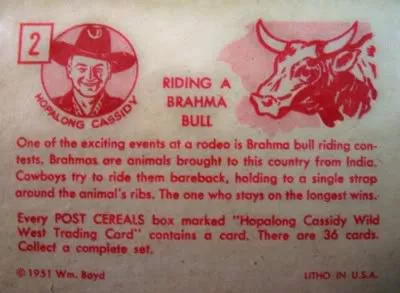 2
HOPALONG CASSIDY
RIDING A
BRAHMA
BULL
One of the exciting events at a rodeo is Brahma bull riding con-
tests. Brahmas are animals brought to this country from India.
Cowboys try to ride them bareback, holding to a single strap
around the animal's ribs. The one who stays on the longest wins.
Every POST CEREALS box marked "Hopalong Cassidy Wild
West Trading Card" contains a card. There are 36 cards.
Collect a complete set.
© 1951 Wm. Boyd
LITHO IN U.S.A.